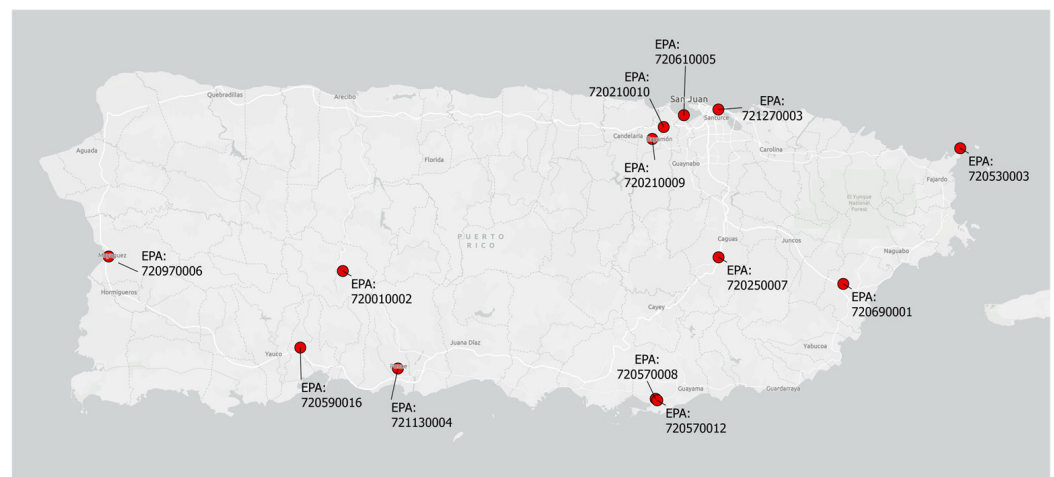 EPA:
720610005
EPA:
720210010
San Juan
EPA:
721270003
Santurce
Quebradillas
Arecibo
Candelaria
Bayamón
Carolina
Aguada
Florida
Guaynabo
EPA:
720210009
EPA:
720530003
Fajardo
El Yunque
National
Forest
PUERTO
RICO
Caguas
Juncos
Naguabo
Mayagüez
EPA:
720970006
EPA:
720250007
EPA:
720010002
Hormigueros
EPA:
720690001
Cayey
Juana Díaz
Yabucoa
Yauco
EPA:
720570008
Ponce
EPA:
720590016
Guayama
Guardarraya
EPA:
721130004
EPA:
720570012